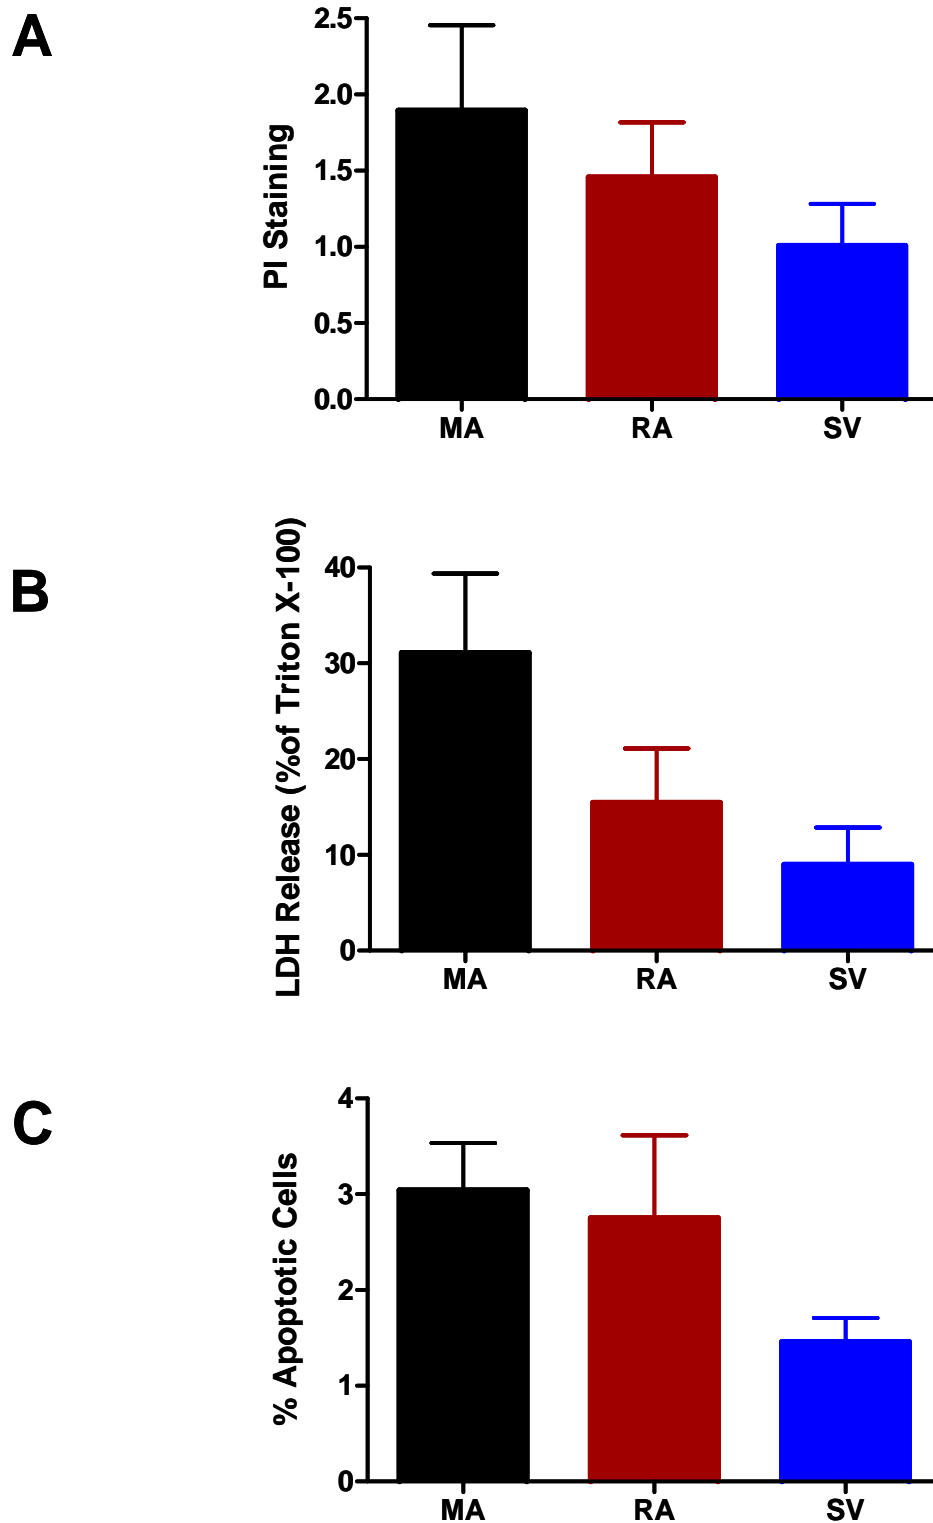 A
PI Staining
2.5
2.0
1.5
1.0
0.5
0.0
MA RA SV
B
LDH Release (%of Triton X-100)
40
30
20
10
0
MA RA SV
C
% Apoptotic Cells
4
3
2
1
0
MA RA SV